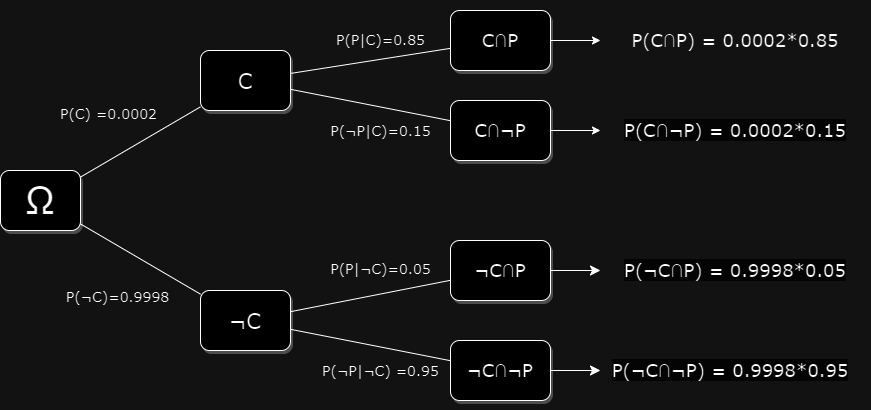 P(P|C)=0.85
C∩P
P(C∩P) = 0.0002*0.85
C
P(C) =0.0002
P(¬P|C)=0.15
C∩¬P
P(C∩¬P) = 0.0002*0.15
Ω
P(¬C)=0.9998
P(P|¬C)=0.05
¬C∩P
P(¬C∩P) = 0.9998*0.05
¬C
P(¬P|¬C) =0.95
¬C∩¬P
P(¬C∩¬P) = 0.9998*0.95